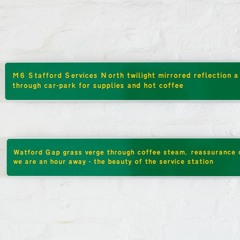 M6 Stafford Services North twilight mirrored reflection a
through car-park for supplies and hot coffee
Watford Gap grass verge through coffee steam, reassurance
we are an hour away - the beauty of the service station